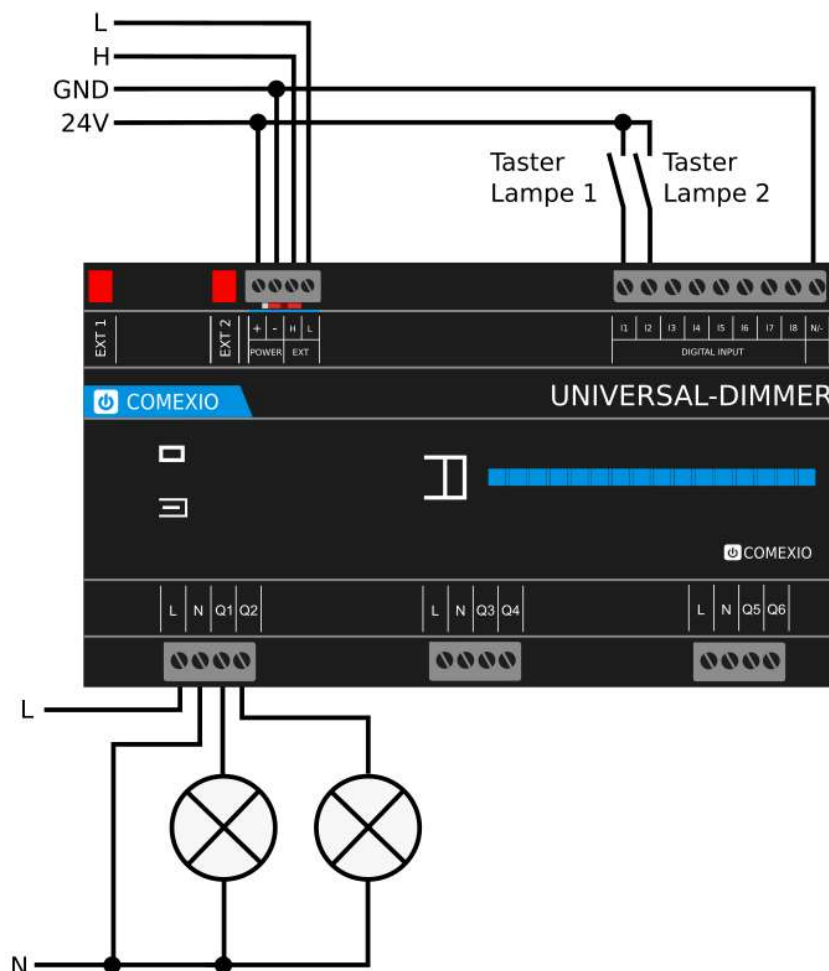 L
H
GND
24V
Taster
Lampe 1
Taster
Lampe 2
EXT 1
EXT 2
+ - H L
POWER EXT
I1 I2 I3 I4 I5 I6 I7 I8 N/-
DIGITAL INPUT
COMEXIO
UNIVERSAL-DIMMER
COMEXIO
L N Q1 Q2
L N Q3 Q4
L N Q5 Q6
L
N